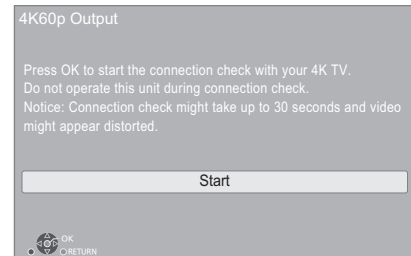 4K60p Output
Press OK to start the connection check with your 4K TV.
Do not operate this unit during connection check.
Notice: Connection check might take up to 30 seconds and video
might appear distorted.
Start
OK
RETURN